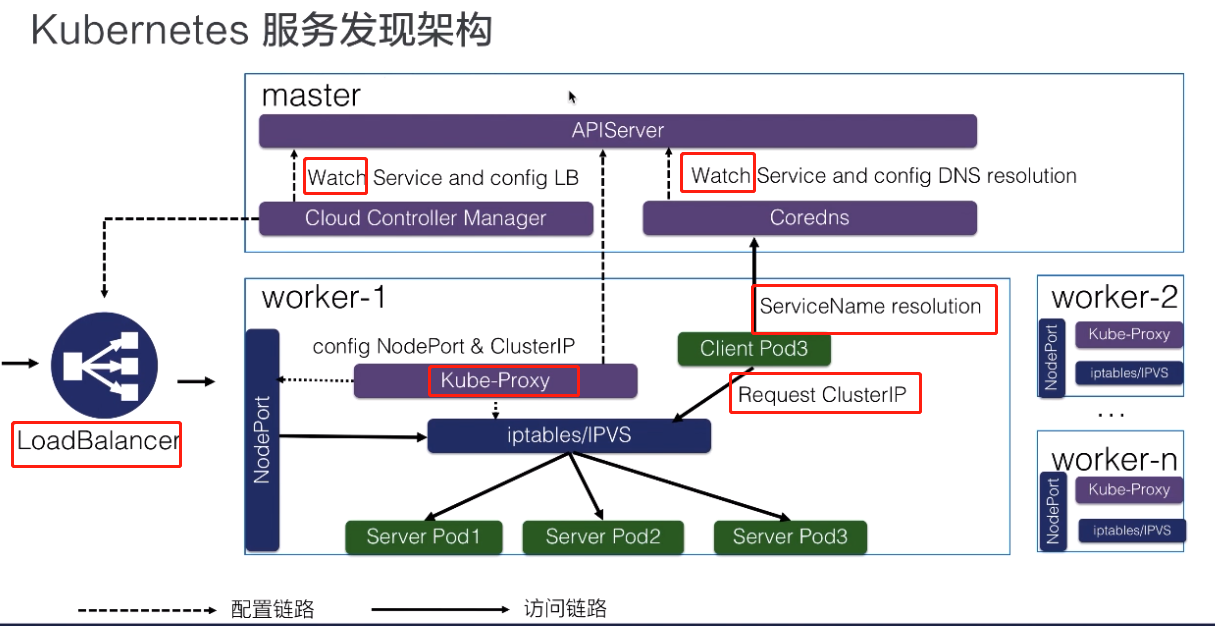 Kubernetes 服务发现架构
master
APIServer
Watch Service and config LB
Watch Service and config DNS resolution
Cloud Controller Manager
Coredns
LoadBalancer
worker-1
ServiceName resolution
config NodePort & ClusterIP
Client Pod3
Kube-Proxy
Request ClusterIP
NodePort
iptables/IPVS
Server Pod1
Server Pod2
Server Pod3
worker-2
NodePort
Kube-Proxy
iptables/IPVS
...
worker-n
NodePort
Kube-Proxy
iptables/IPVS
配置链路
访问链路